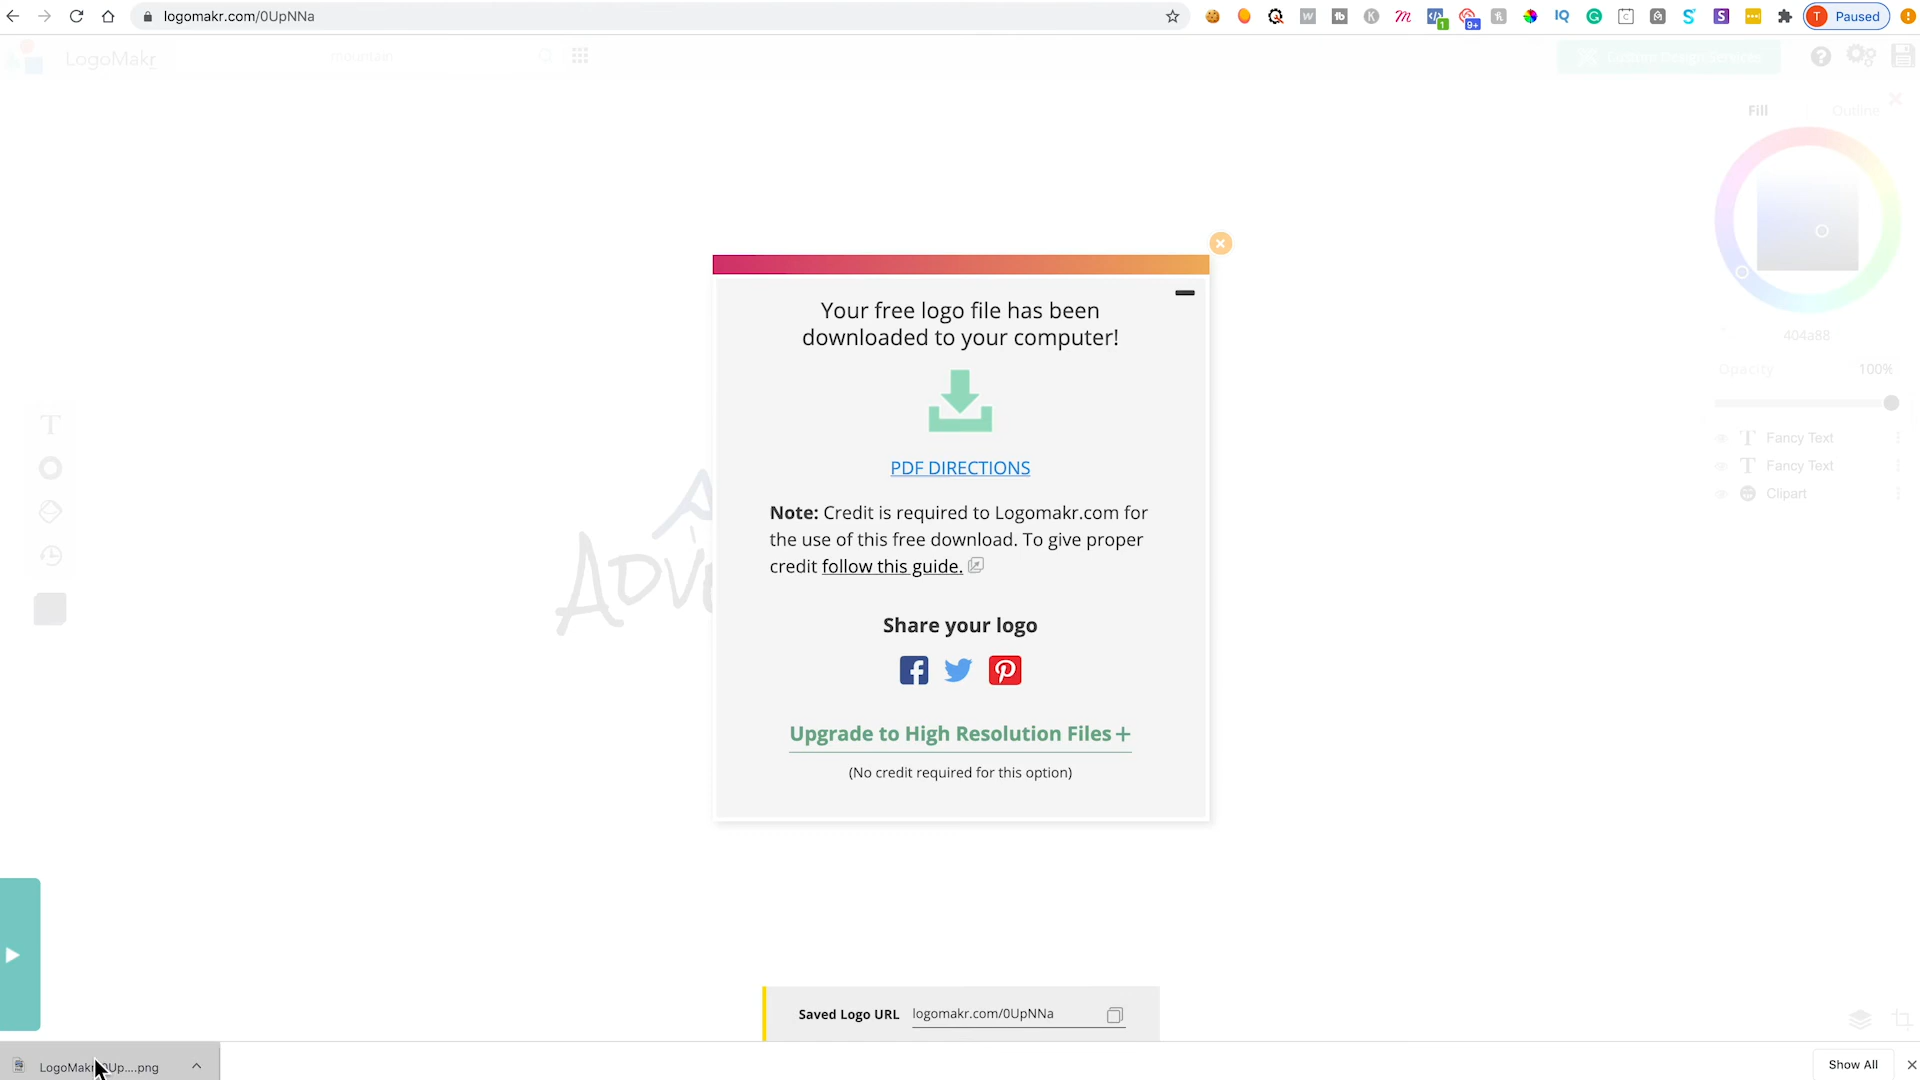 logomakr.com/0UpNNa
Paused
LogoMakr
mountain
Fill
Outline
404a88
Opacity
100%
Fancy Text
Fancy Text
Clipart
Your free logo file has been
downloaded to your computer!
PDF DIRECTIONS
Note: Credit is required to Logomakr.com for
the use of this free download. To give proper
credit follow this guide.
Share your logo
Upgrade to High Resolution Files+
(No credit required for this option)
Saved Logo URL logomakr.com/0UpNNa
Show All